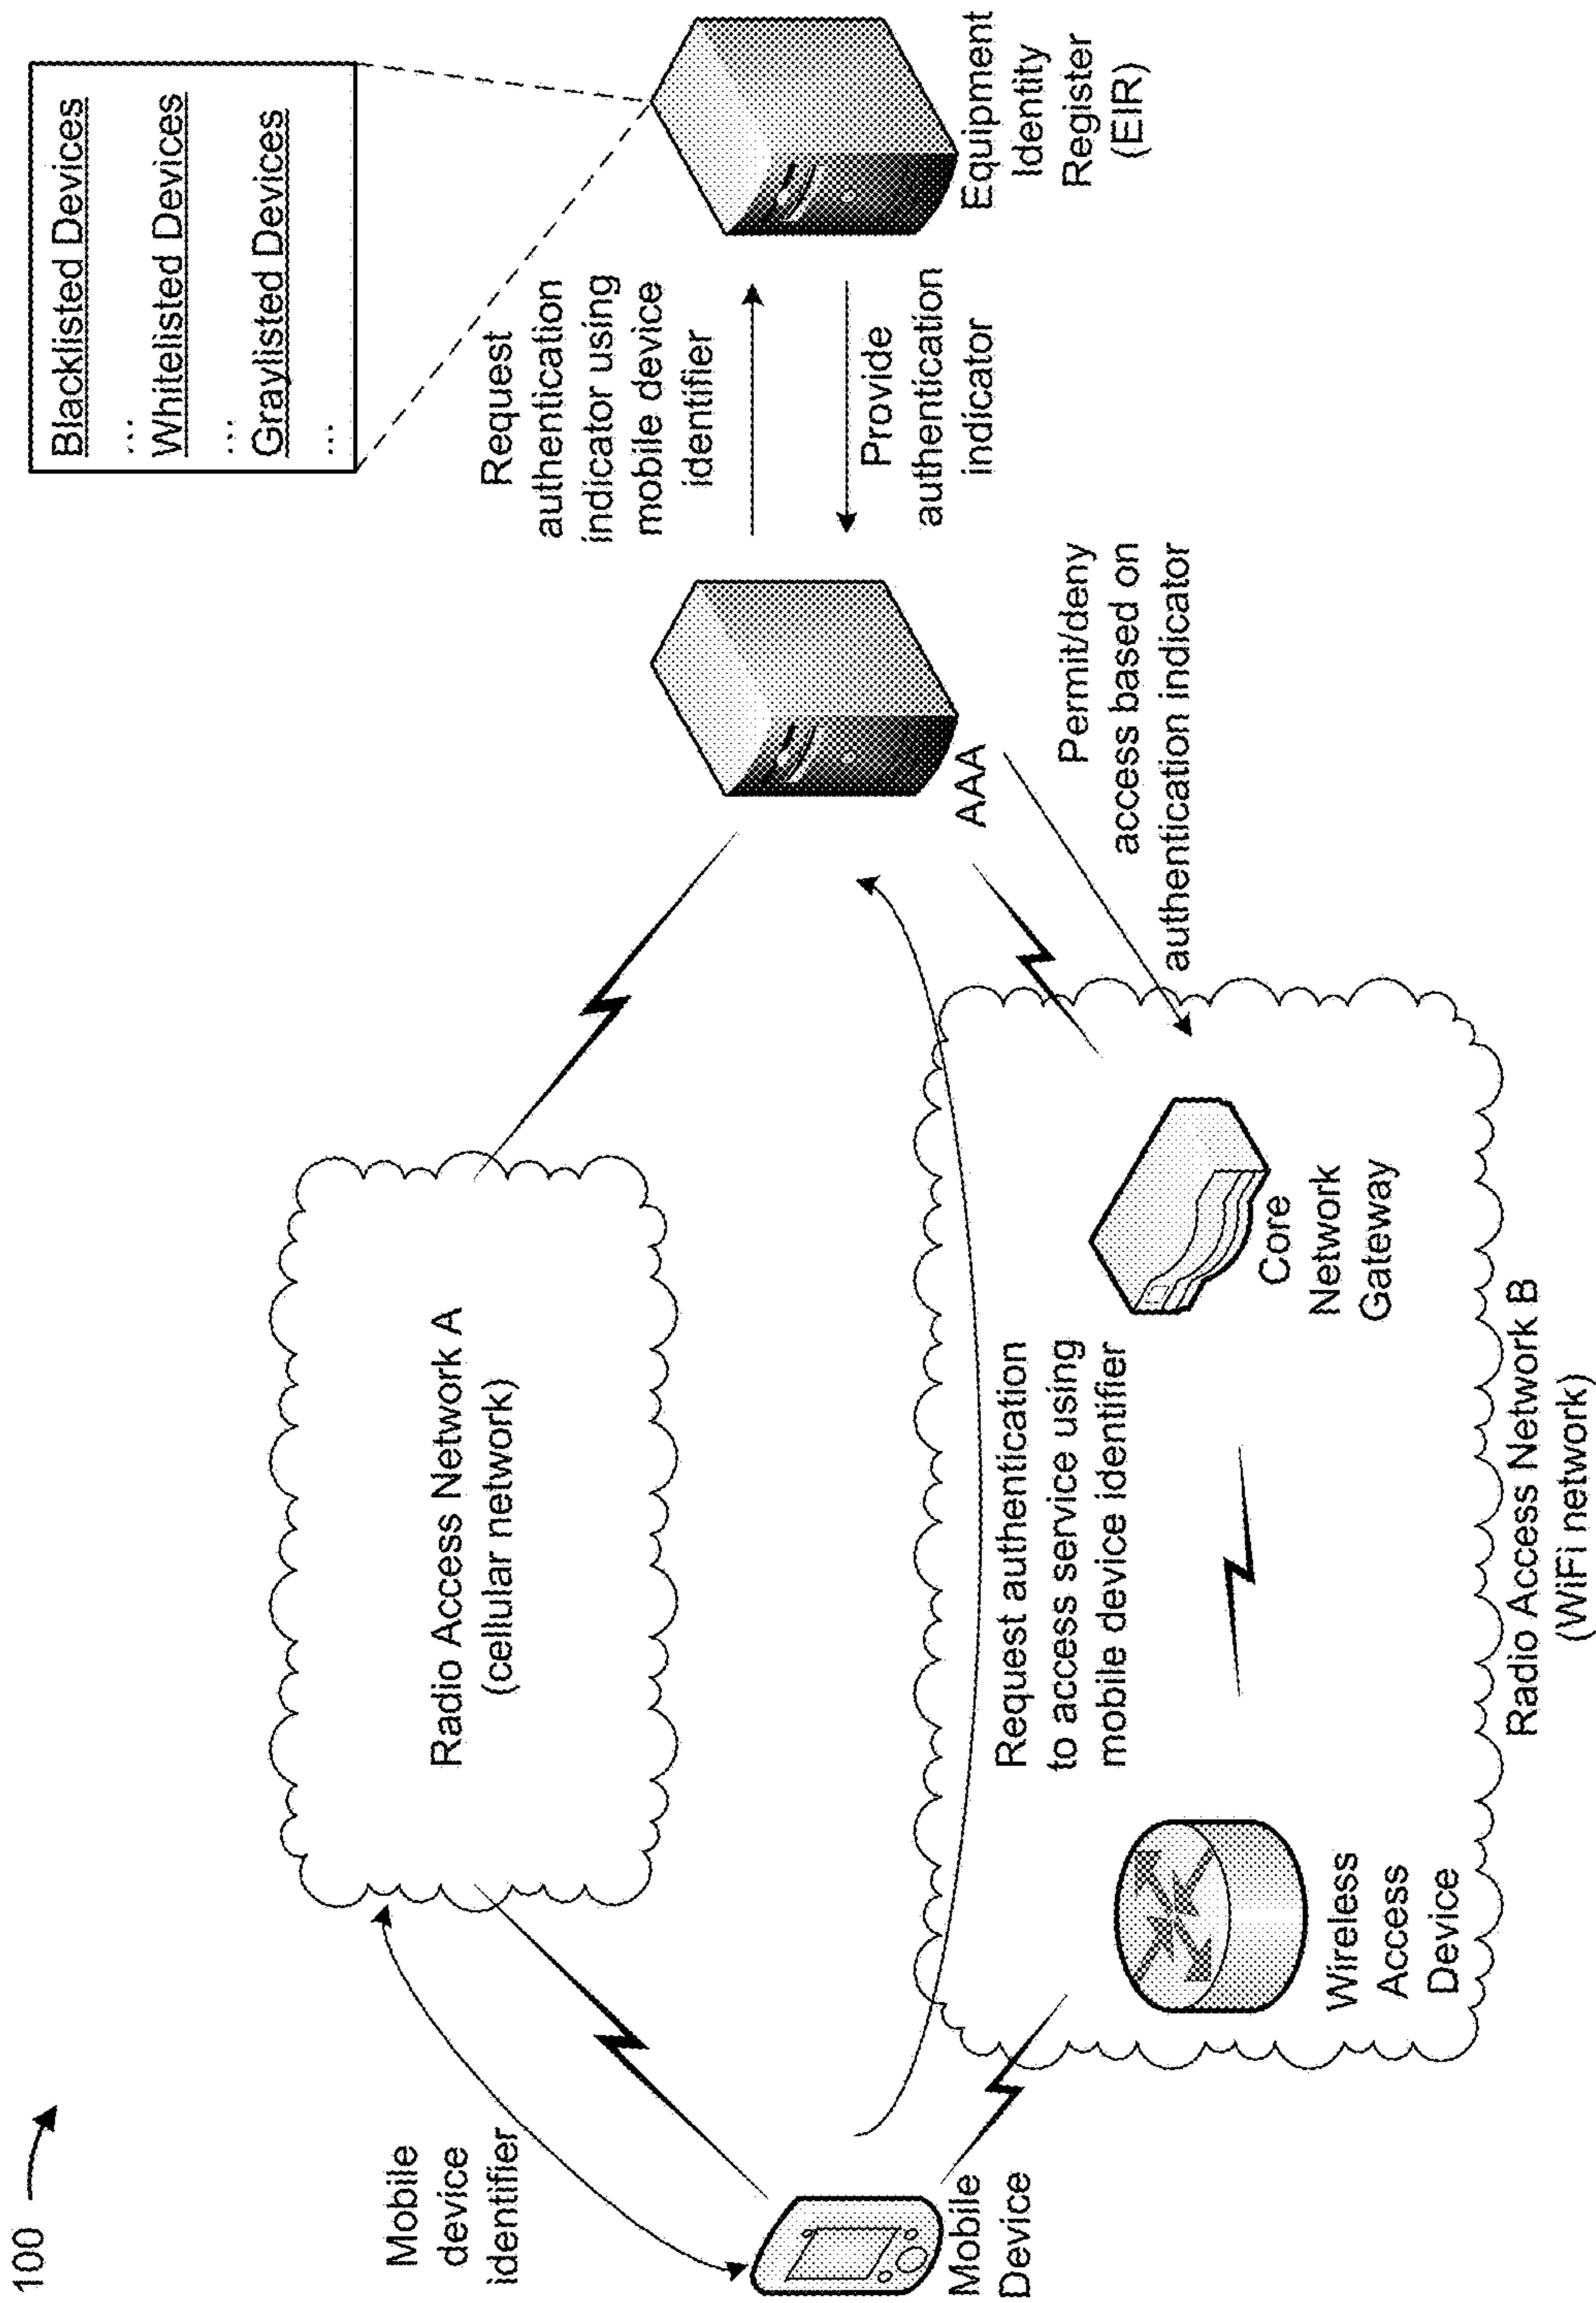 100
Blacklisted Devices
...
Whitelisted Devices
...
Graylisted Devices
...
Radio Access Network A
(cellular network)
Mobile
device
identifier
Request
authentication
indicator using
mobile device
identifier
Provide
authentication
indicator
Equipment
Identity
Register
(EIR)
AAA
Permit/deny
access based on
authentication indicator
Mobile
Device
Request authentication
to access service using
mobile device identifier
Core
Network
Gateway
Wireless
Access
Device
Radio Access Network B
(WiFi network)